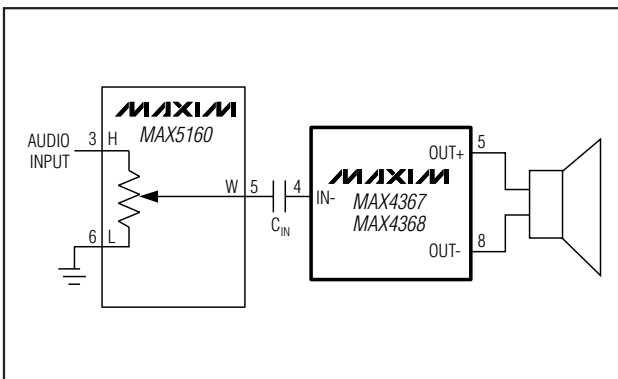 MAXIM
MAX5160
AUDIO
INPUT
3 H
W 5
C_IN
6 L
4 IN-
MAXIM
MAX4367
MAX4368
OUT+ 5
OUT- 8